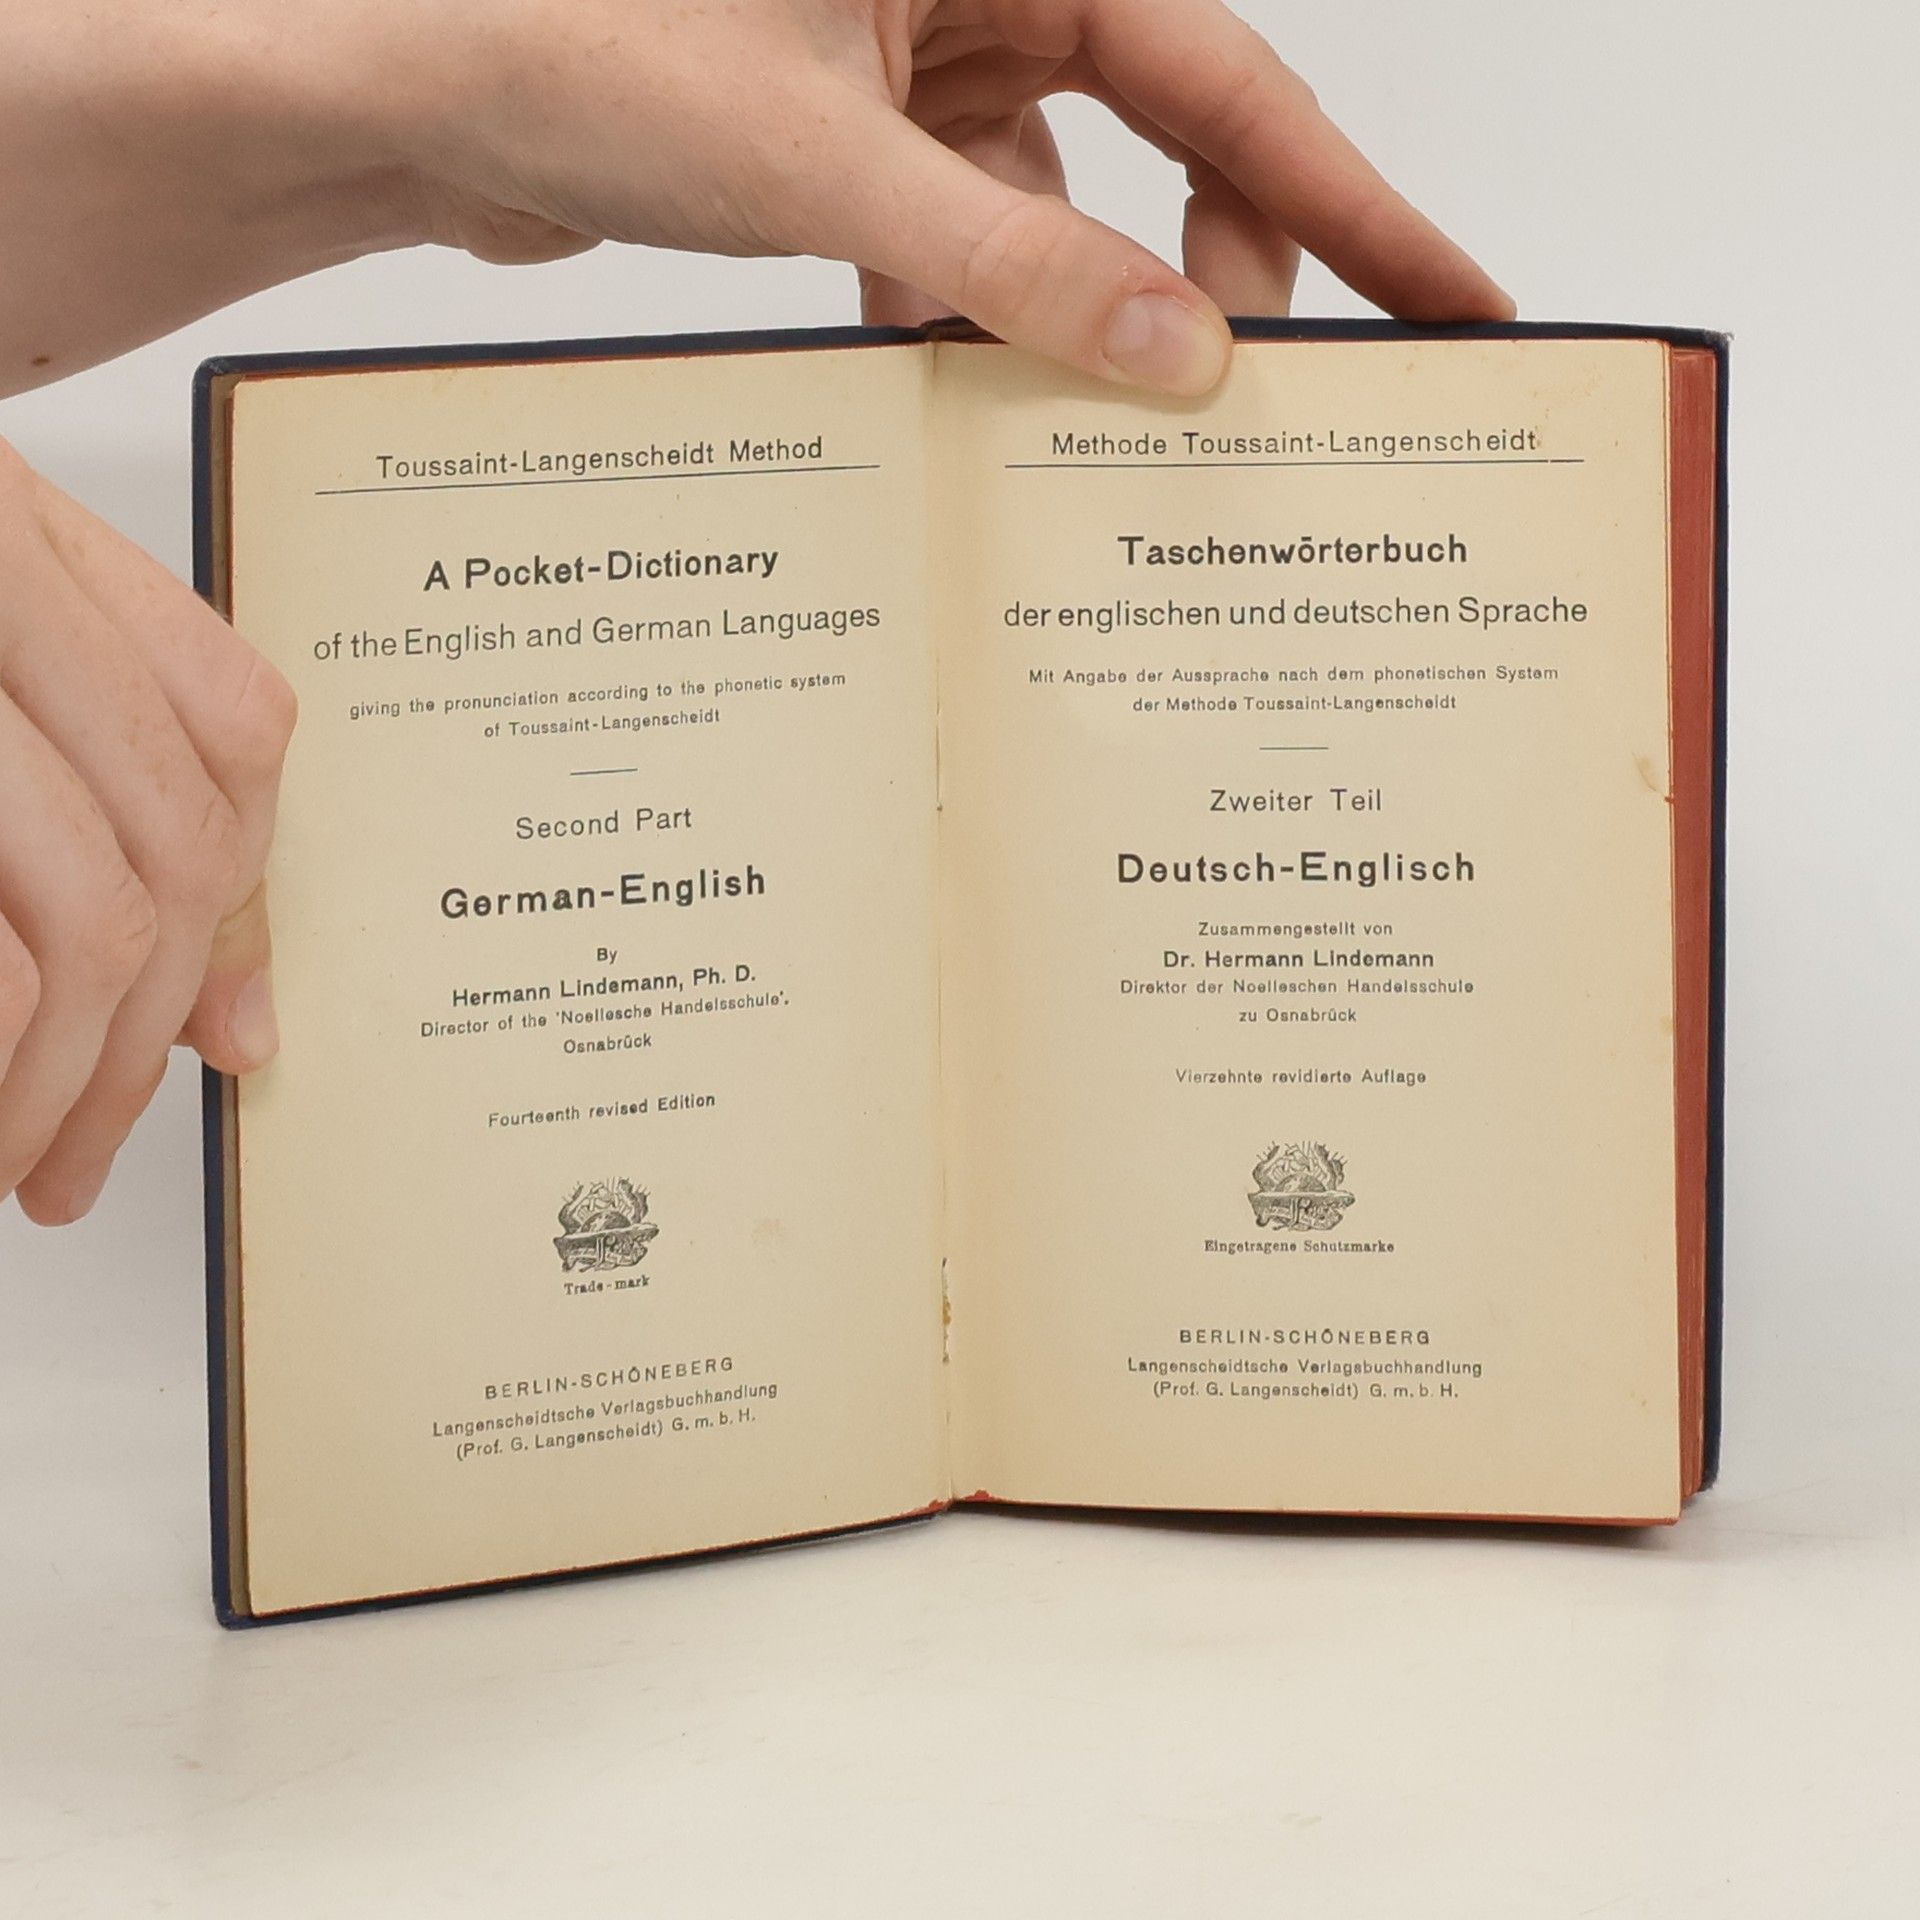 Toussaint-Langenscheidt Method
A Pocket-Dictionary
of the English and German Languages
giving the pronunciation according to the phonetic system
of Toussaint-Langenscheidt
Second Part
German-English
By
Hermann Lindemann, Ph. D.
Director of the 'Noellesche Handelsschule'.
Osnabrück
Fourteenth revised Edition
Trade-mark
BERLIN-SCHÖNEBERG
Langenscheidtsche Verlagsbuchhandlung
(Prof. G. Langenscheidt) G. m. b. H.
Methode Toussaint-Langenscheidt
Taschenwörterbuch
der englischen und deutschen Sprache
Mit Angabe der Aussprache nach dem phonetischen System
der Methode Toussaint-Langenscheidt
Zweiter Teil
Deutsch-Englisch
Zusammengestellt von
Dr. Hermann Lindemann
Direktor der Noelleschen Handelsschule
zu Osnabrück
Vierzehnte revidierte Auflage
Eingetragene Schutzmarke
BERLIN-SCHÖNEBERG
Langenscheidtsche Verlagsbuchhandlung
(Prof. G. Langenscheidt) G. m. b. H.